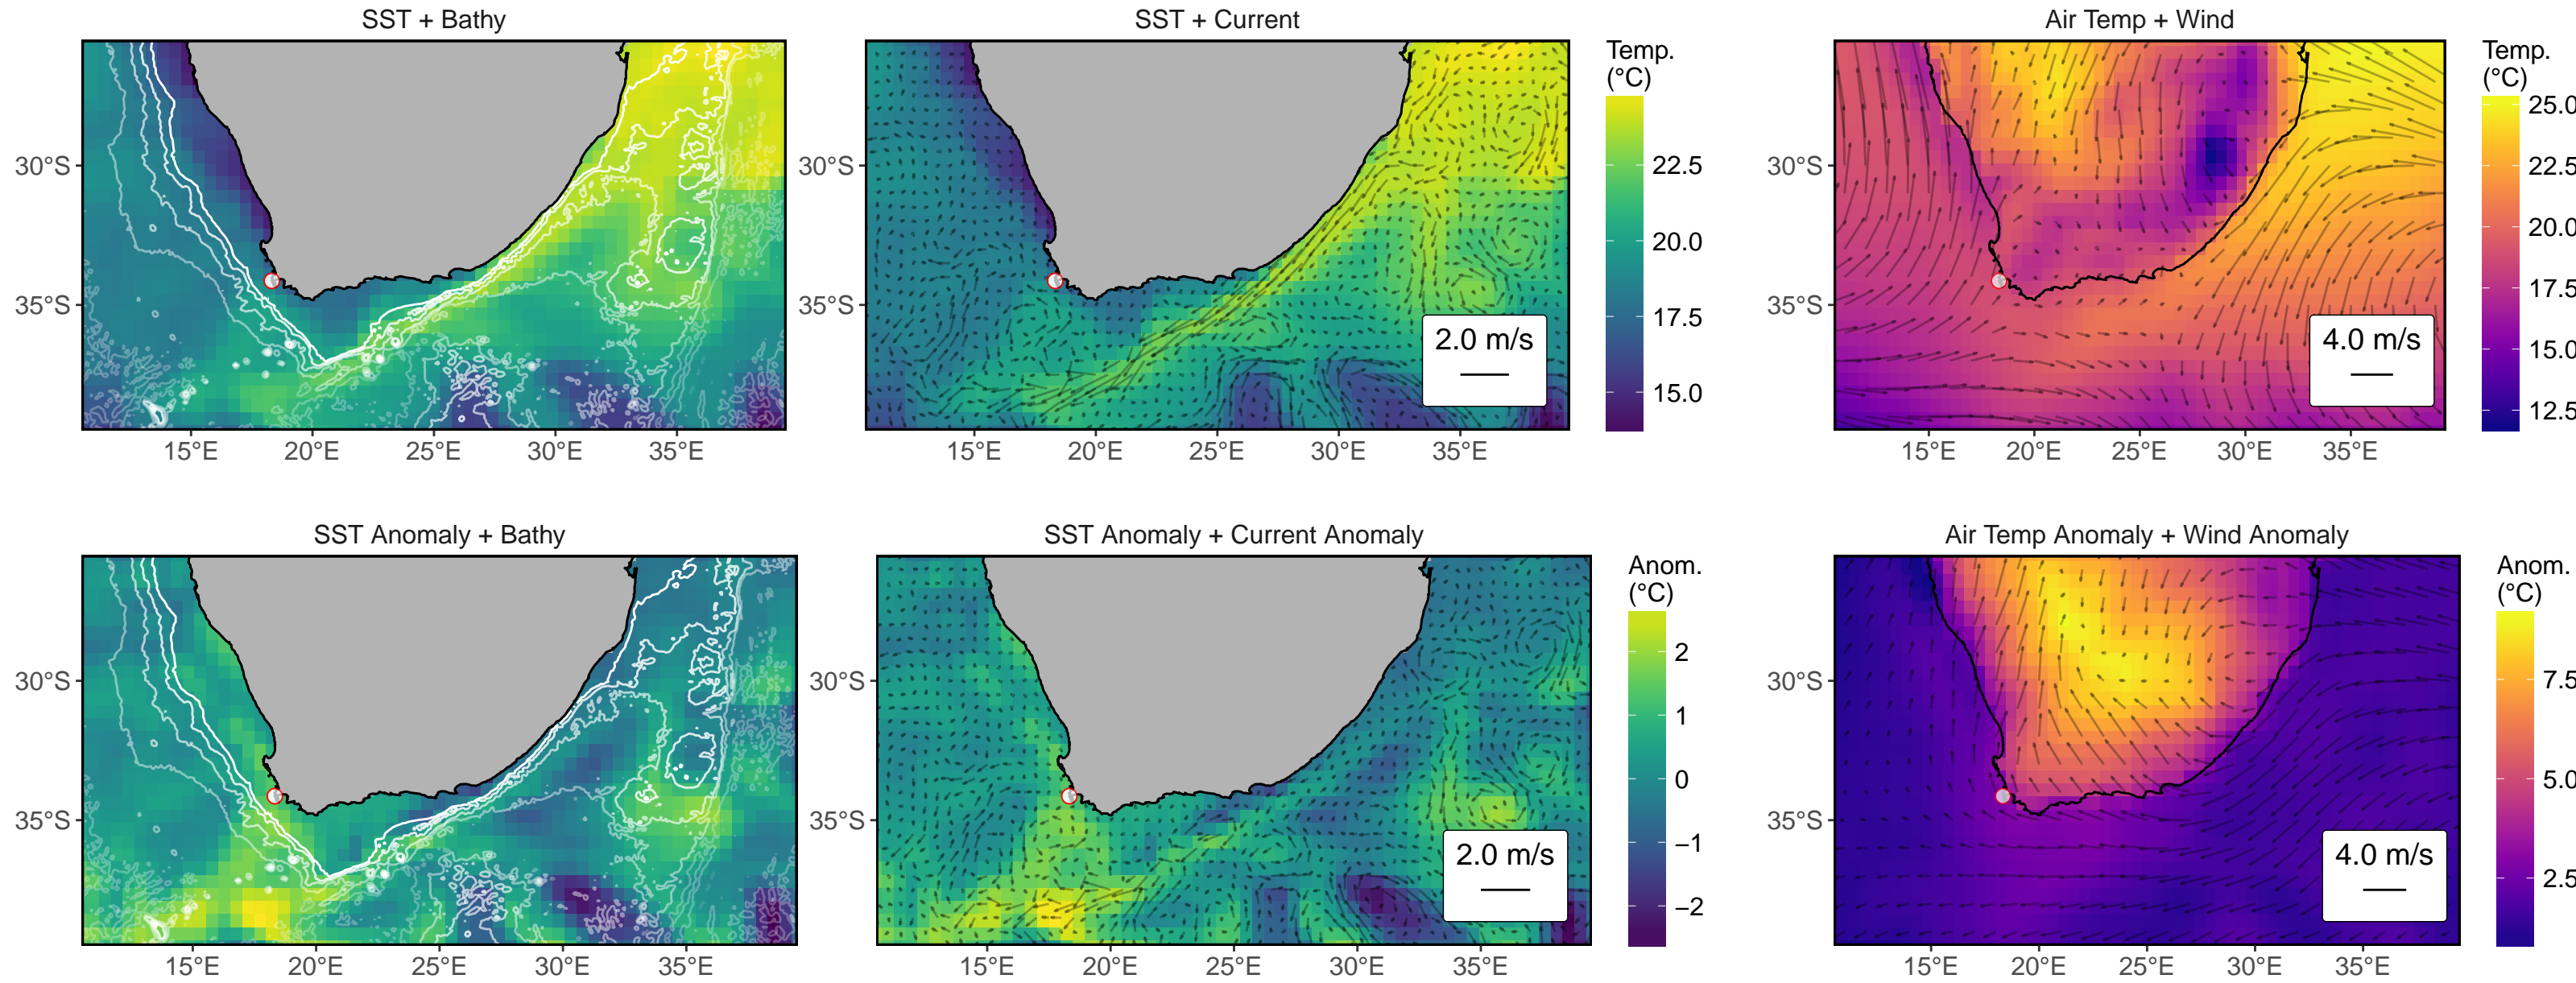 SST + Bathy
SST + Current
Air Temp + Wind
30°S
35°S
15°E 20°E 25°E 30°E 35°E
30°S
35°S
2.0 m/s
15°E 20°E 25°E 30°E 35°E
Temp.
(°C)
22.5
20.0
17.5
15.0
30°S
35°S
4.0 m/s
15°E 20°E 25°E 30°E 35°E
Temp.
(°C)
25.0
22.5
20.0
17.5
15.0
12.5
SST Anomaly + Bathy
SST Anomaly + Current Anomaly
Air Temp Anomaly + Wind Anomaly
30°S
35°S
15°E 20°E 25°E 30°E 35°E
30°S
35°S
2.0 m/s
15°E 20°E 25°E 30°E 35°E
Anom.
(°C)
2
1
0
−1
−2
30°S
35°S
4.0 m/s
15°E 20°E 25°E 30°E 35°E
Anom.
(°C)
7.5
5.0
2.5